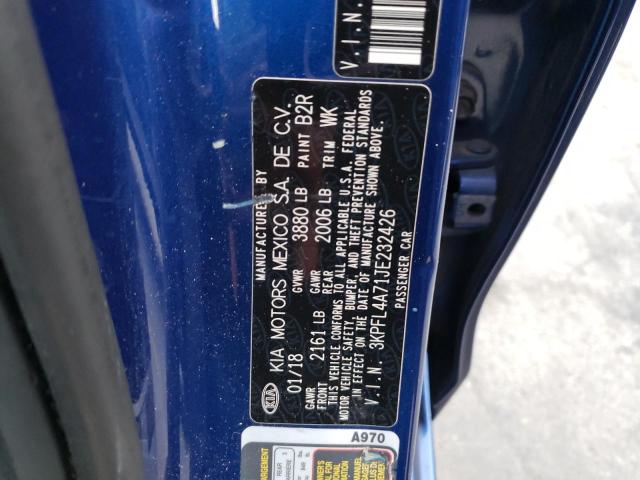 V.I.N.
MANUFACTURED BY
KIA KIA MOTORS MEXICO S.A. DE C.V.
01/18 GVWR 3880 LB PAINT B2R
GAWR FRONT 2161 LB GAWR REAR 2006 LB TRIM WK
THIS VEHICLE CONFORMS TO ALL APPLICABLE U.S.A. FEDERAL
MOTOR VEHICLE SAFETY, BUMPER, AND THEFT PREVENTION STANDARDS
IN EFFECT ON THE DATE OF MANUFACTURE SHOWN ABOVE.
V.I.N. 3KPFL4A71JE232426
PASSENGER CAR
A970
REAR